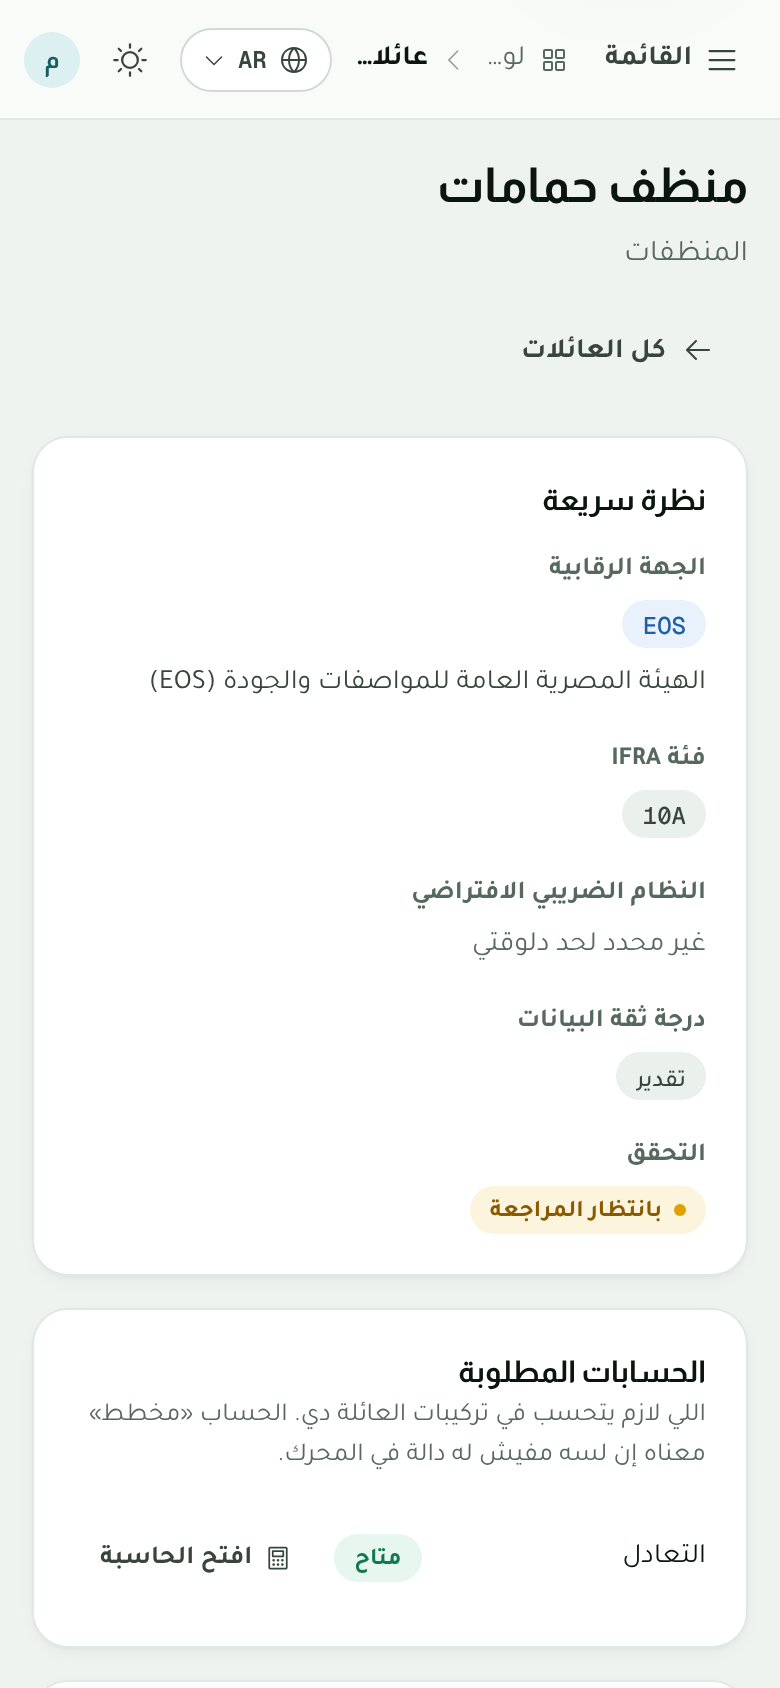 القائمة
لو...
عائلا...
AR
م
منظف حمامات
المنظفات
كل العائلات
نظرة سريعة
الجهة الرقابية
EOS
الهيئة المصرية العامة للمواصفات والجودة (EOS)
فئة IFRA
10A
النظام الضريبي الافتراضي
غير محدد لحد دلوقتي
درجة ثقة البيانات
تقدير
التحقق
بانتظار المراجعة
الحسابات المطلوبة
اللي لازم يتحسب في تركيبات العائلة دي. الحساب «مخطط»
معناه إن لسه مفيش له دالة في المحرك.
التعادل
متاح
افتح الحاسبة